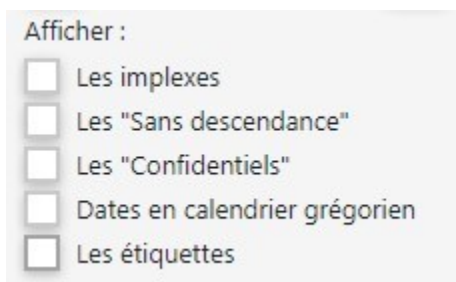 Afficher :
Les implexes
Les "Sans descendance"
Les "Confidentiels"
Dates en calendrier grégorien
Les étiquettes